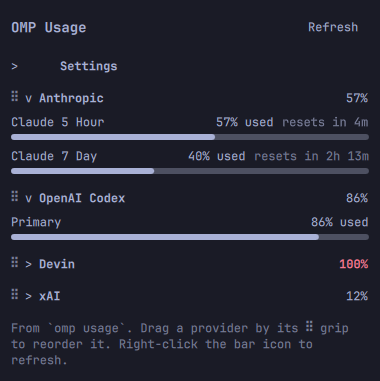 OMP Usage Refresh
> Settings
⠿ v Anthropic 57%
Claude 5 Hour 57% used resets in 4m
Claude 7 Day 40% used resets in 2h 13m
⠿ v OpenAI Codex 86%
Primary 86% used
⠿ > Devin 100%
⠿ > xAI 12%
From `omp usage`. Drag a provider by its ⠿ grip
to reorder it. Right-click the bar icon to
refresh.